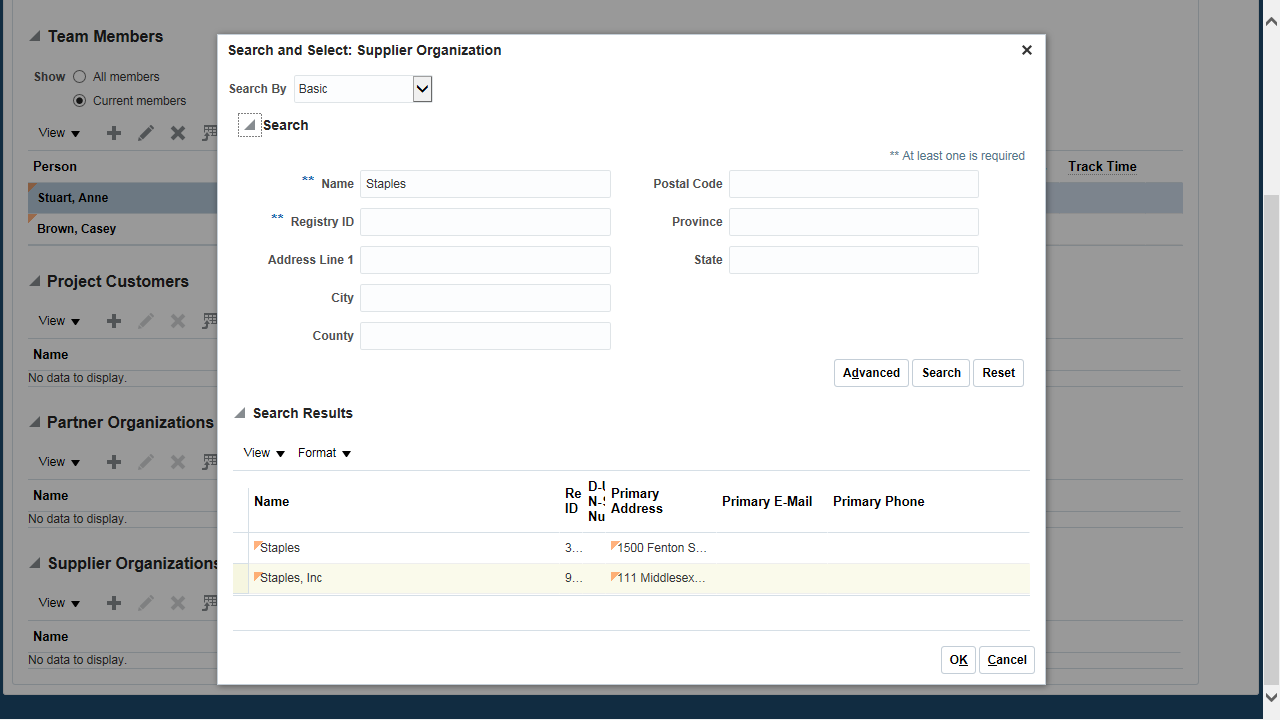 Team Members
Show
All members
Current members
View
Person
Stuart, Anne
Brown, Casey
Track Time
Project Customers
View
Name
No data to display.
Partner Organizations
View
Name
No data to display.
Supplier Organizations
View
Name
No data to display.
Search and Select: Supplier Organization
Search By Basic
Search
** At least one is required
** Name Staples
** Registry ID
Address Line 1
City
County
Postal Code
Province
State
Advanced Search Reset
Search Results
View Format
Name
Re
ID
D-U
N-S
Nu
Primary
Address
Primary E-Mail
Primary Phone
Staples 3... 1500 Fenton S...
Staples, Inc 9... 111 Middlesex...
OK Cancel